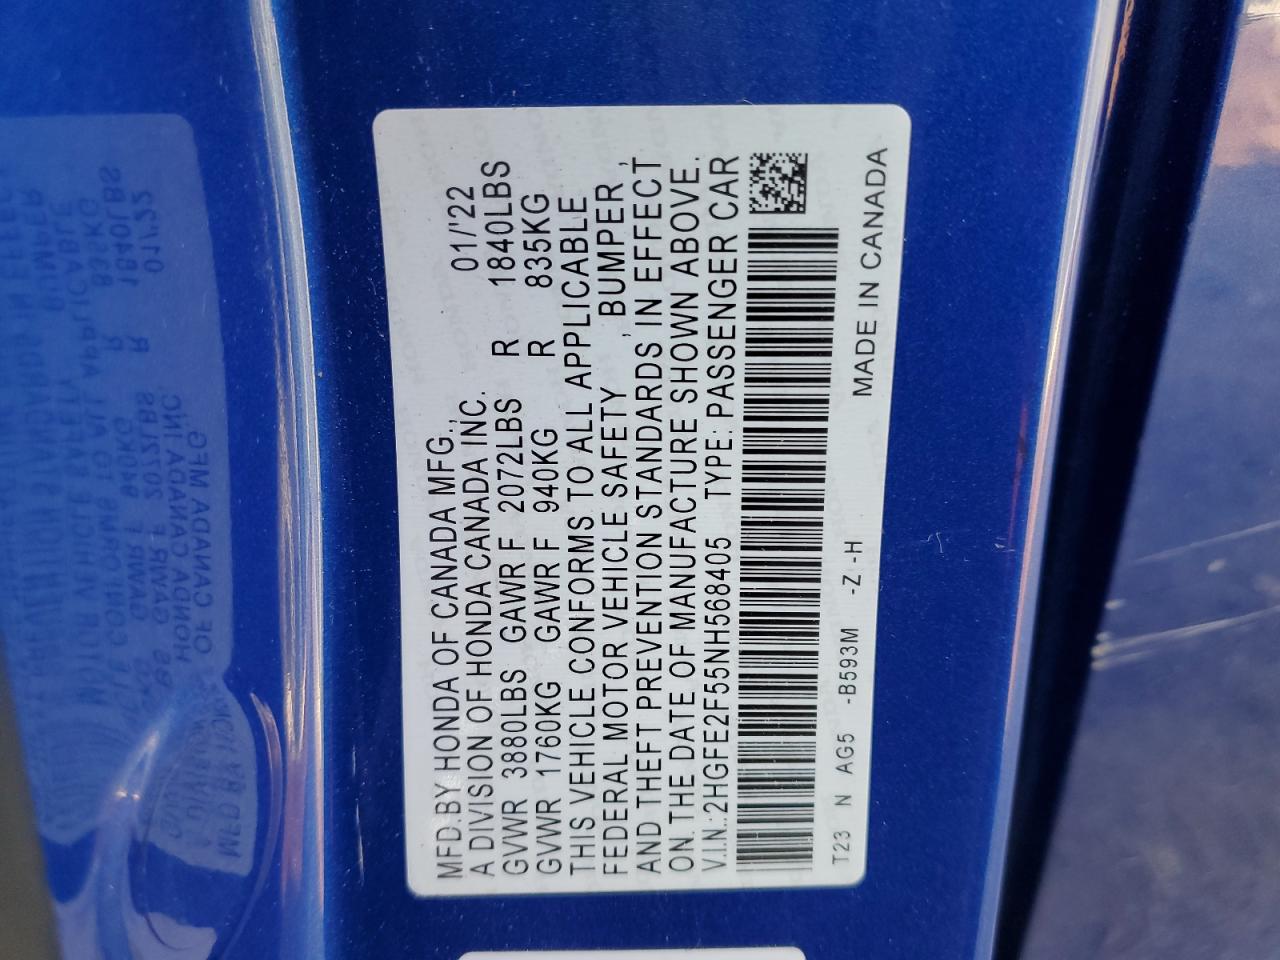 MFD.BY HONDA OF CANADA MFG.,
A DIVISION OF HONDA CANADA INC. 01/'22
GVWR 3880LBS GAWR F 2072LBS R 1840LBS
GVWR 1760KG GAWR F 940KG R 835KG
THIS VEHICLE CONFORMS TO ALL APPLICABLE
FEDERAL MOTOR VEHICLE SAFETY , BUMPER ,
AND THEFT PREVENTION STANDARDS IN EFFECT
ON THE DATE OF MANUFACTURE SHOWN ABOVE.
V.I.N.:2HGFE2F55NH568405 TYPE: PASSENGER CAR
T23 N AG5 -B593M -Z -H
MADE IN CANADA